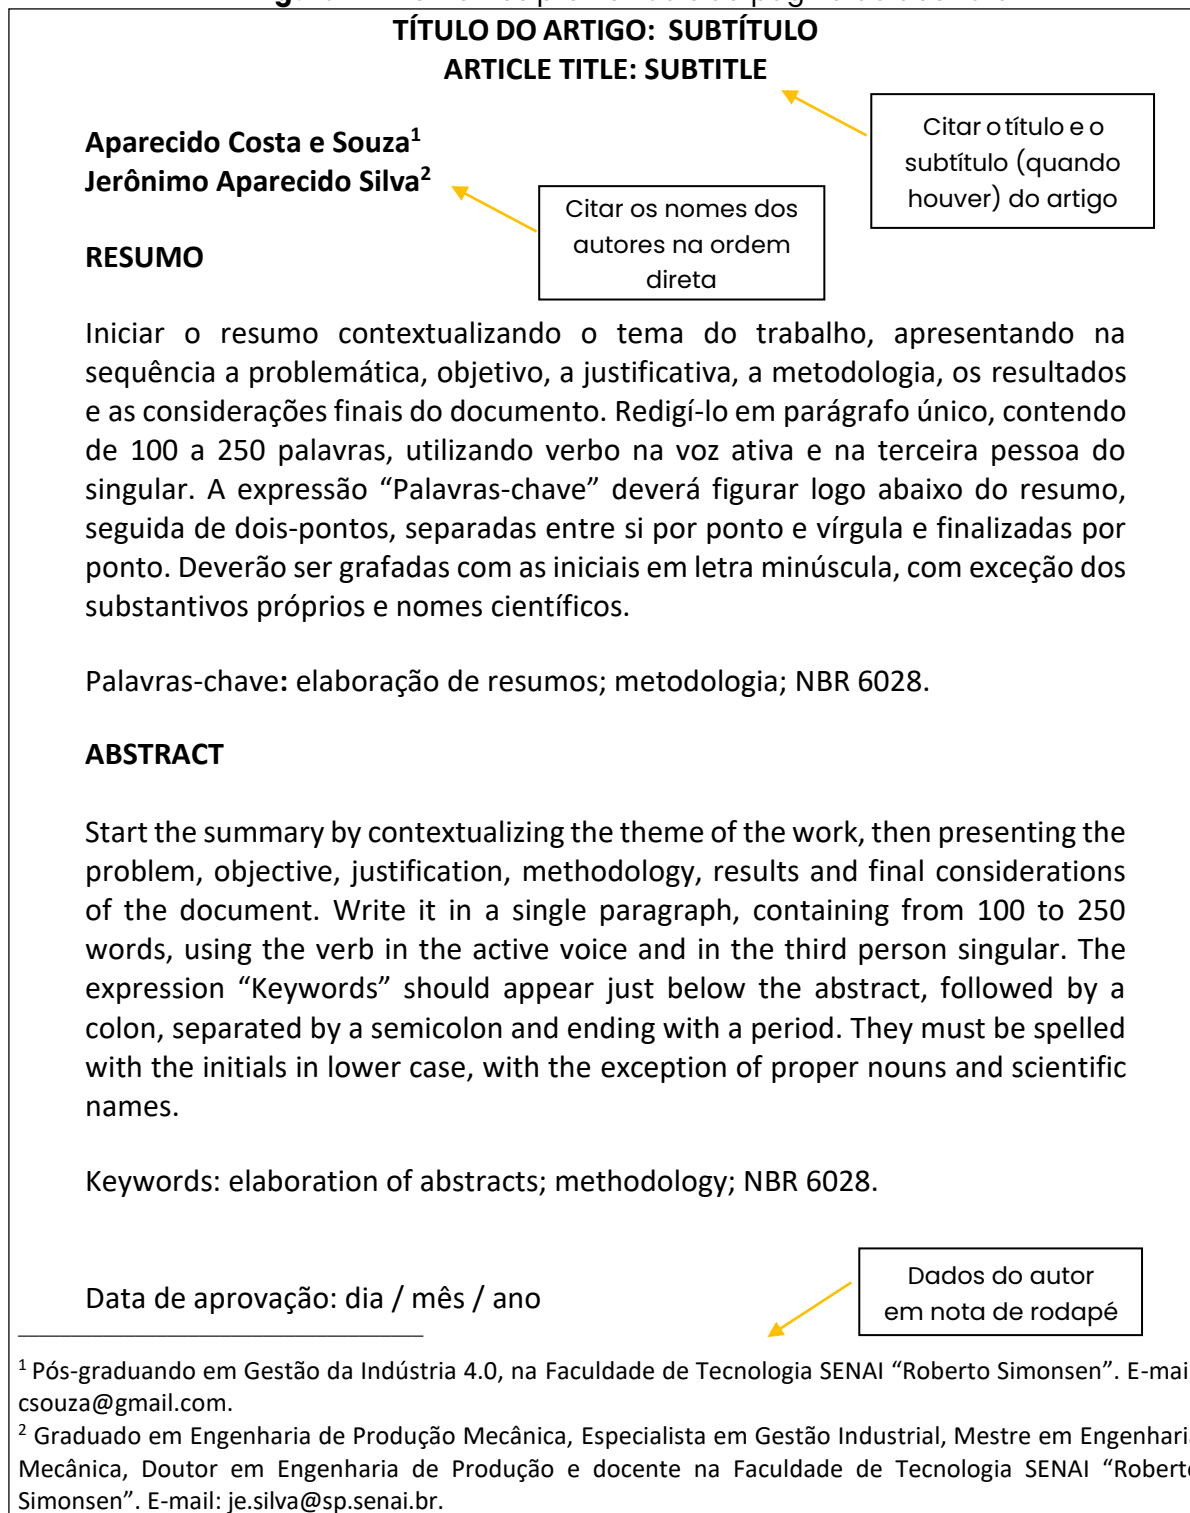 TÍTULO DO ARTIGO: SUBTÍTULO
ARTICLE TITLE: SUBTITLE
Citar o título e o
subtítulo (quando
houver) do artigo
Aparecido Costa e Souza¹
Jerônimo Aparecido Silva²
Citar os nomes dos
autores na ordem
direta
RESUMO
Iniciar o resumo contextualizando o tema do trabalho, apresentando na
sequência a problemática, objetivo, a justificativa, a metodologia, os resultados
e as considerações finais do documento. Redigí-lo em parágrafo único, contendo
de 100 a 250 palavras, utilizando verbo na voz ativa e na terceira pessoa do
singular. A expressão “Palavras-chave” deverá figurar logo abaixo do resumo,
seguida de dois-pontos, separadas entre si por ponto e vírgula e finalizadas por
ponto. Deverão ser grafadas com as iniciais em letra minúscula, com exceção dos
substantivos próprios e nomes científicos.
Palavras-chave: elaboração de resumos; metodologia; NBR 6028.
ABSTRACT
Start the summary by contextualizing the theme of the work, then presenting the
problem, objective, justification, methodology, results and final considerations
of the document. Write it in a single paragraph, containing from 100 to 250
words, using the verb in the active voice and in the third person singular. The
expression “Keywords” should appear just below the abstract, followed by a
colon, separated by a semicolon and ending with a period. They must be spelled
with the initials in lower case, with the exception of proper nouns and scientific
names.
Keywords: elaboration of abstracts; methodology; NBR 6028.
Data de aprovação: dia / mês / ano
Dados do autor
em nota de rodapé
¹ Pós-graduando em Gestão da Indústria 4.0, na Faculdade de Tecnologia SENAI “Roberto Simonsen”. E-mai
csouza@gmail.com.
² Graduado em Engenharia de Produção Mecânica, Especialista em Gestão Industrial, Mestre em Engenhari
Mecânica, Doutor em Engenharia de Produção e docente na Faculdade de Tecnologia SENAI “Robert
Simonsen”. E-mail: je.silva@sp.senai.br.